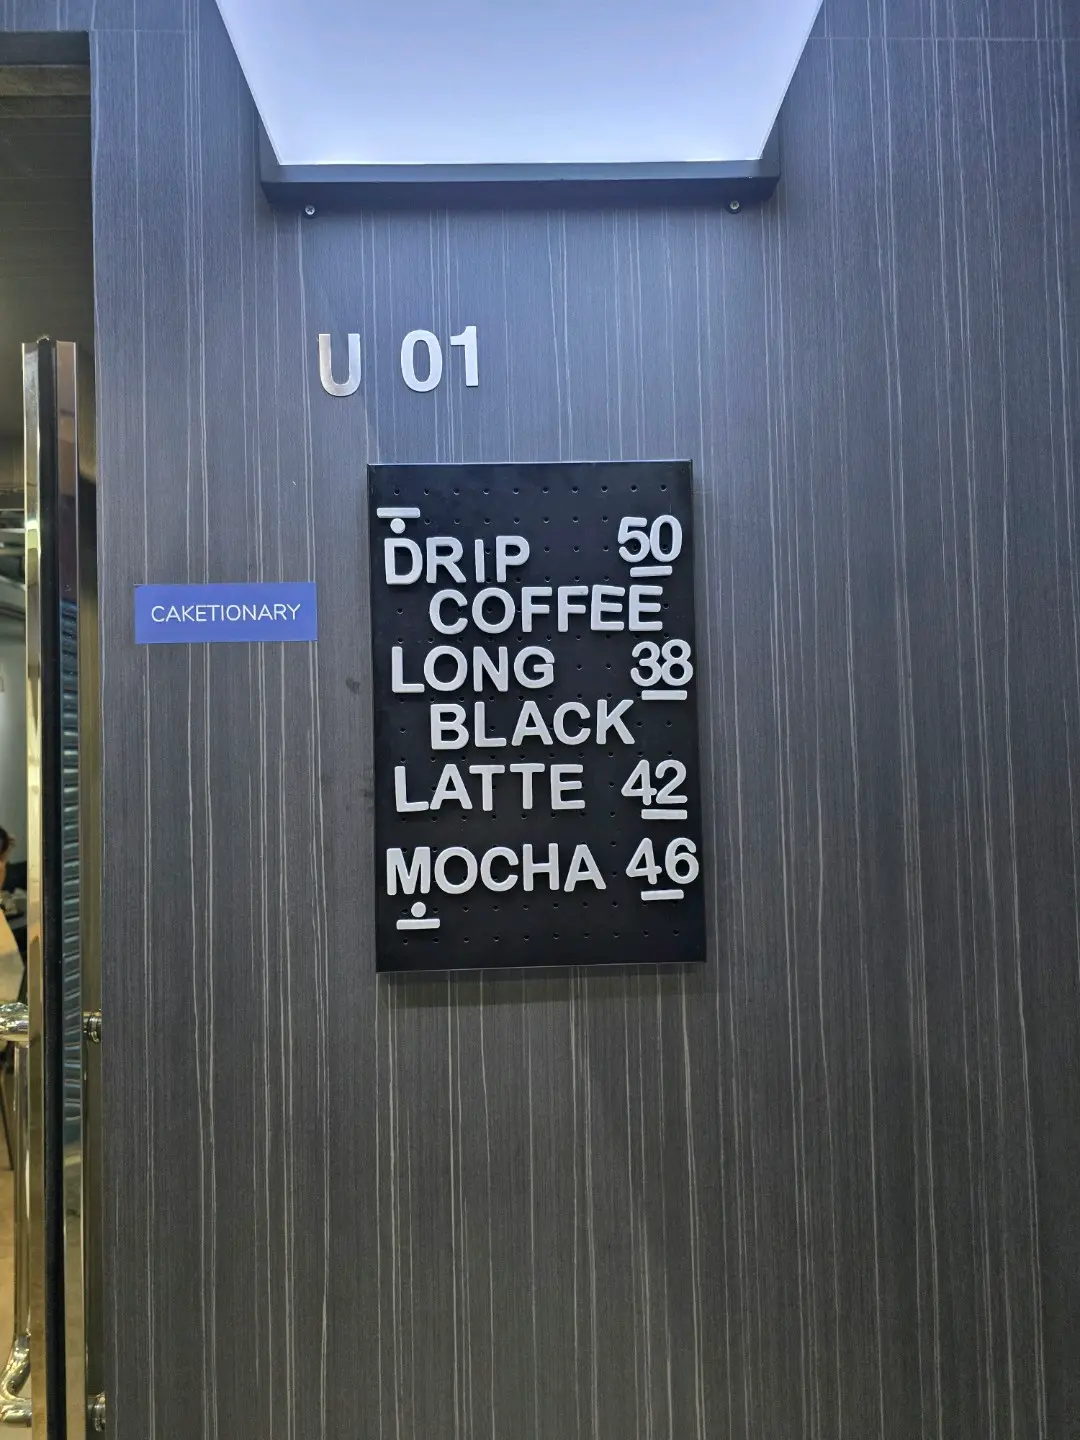 U 01
CAKETIONARY
DRIP 50
COFFEE
LONG 38
BLACK
LATTE 42
MOCHA 46